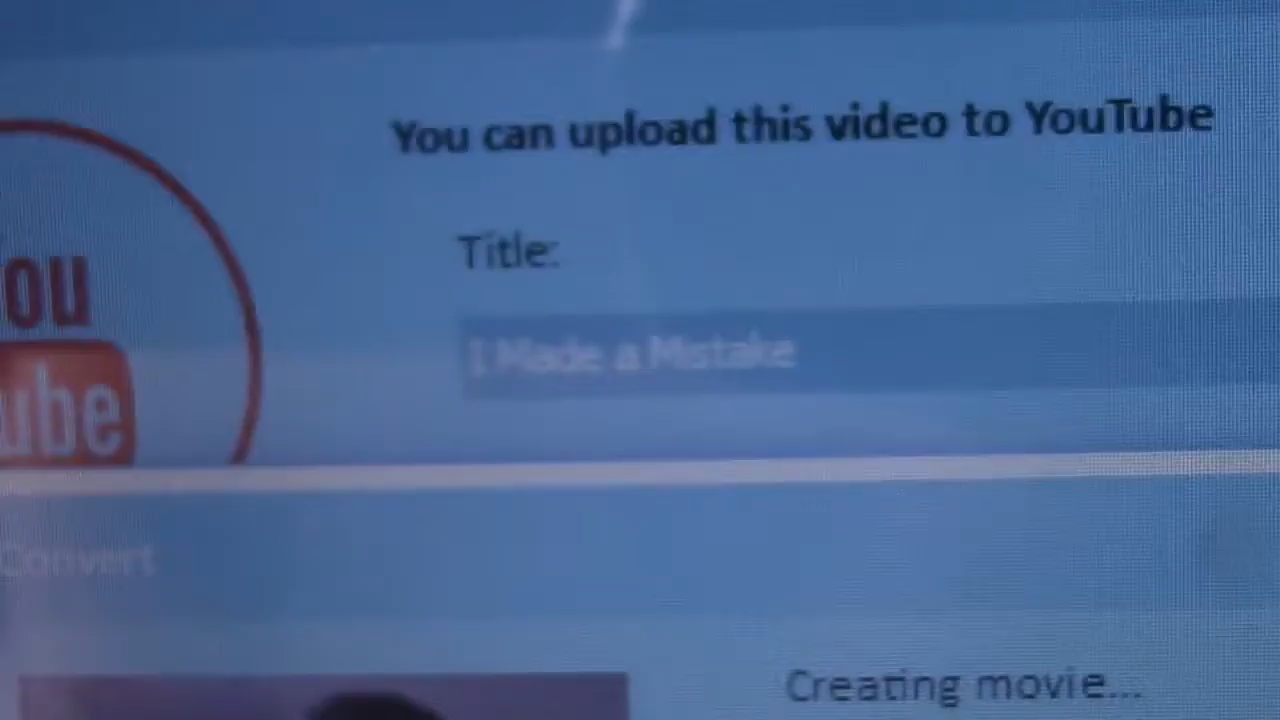 You can upload this video to YouTube
Title:
I Made a Mistake
ou
ube
Convert
Creating movie...